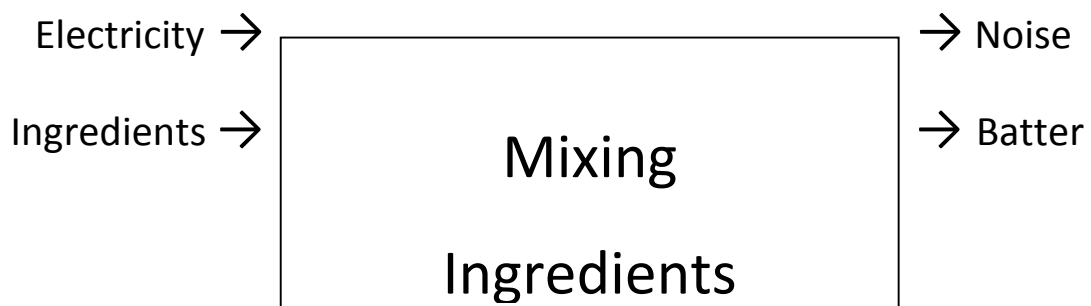 Electricity → → Noise
Ingredients → → Batter
Mixing
Ingredients